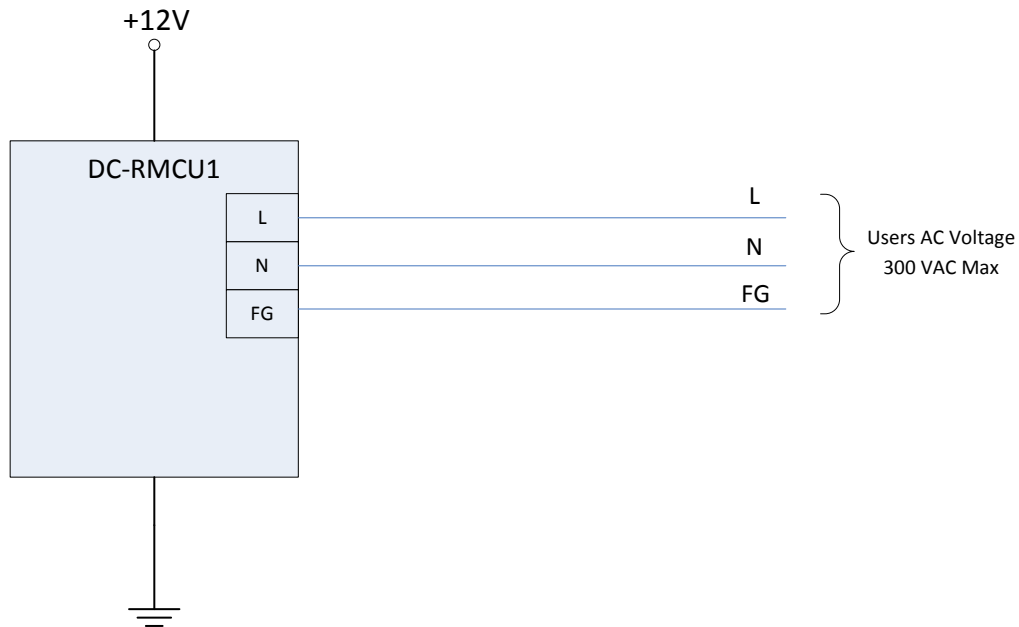 +12V
DC-RMCU1
L
N
FG
L
N
FG
Users AC Voltage
300 VAC Max